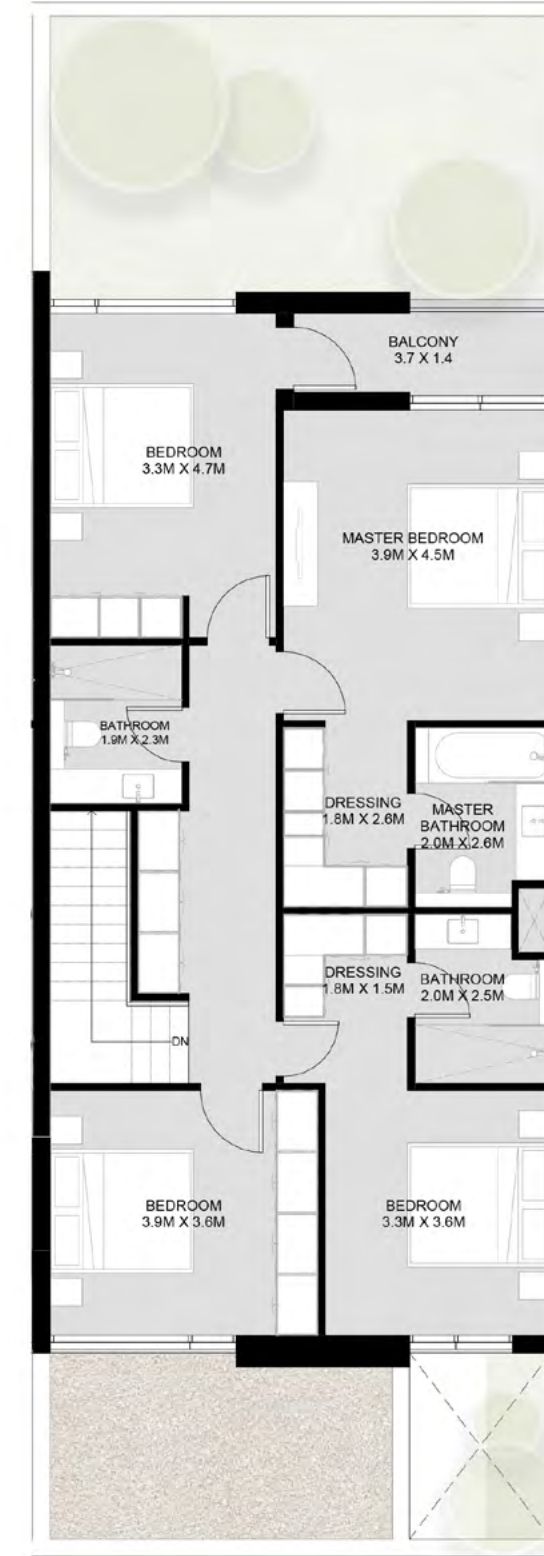 BALCONY
3.7 X 1.4
BEDROOM
3.3M X 4.7M
MASTER BEDROOM
3.9M X 4.5M
BATHROOM
1.9M X 2.3M
DRESSING
1.8M X 2.6M
MASTER
BATHROOM
2.0M X 2.6M
DRESSING
1.8M X 1.5M
BATHROOM
2.0M X 2.5M
DN
BEDROOM
3.9M X 3.6M
BEDROOM
3.3M X 3.6M